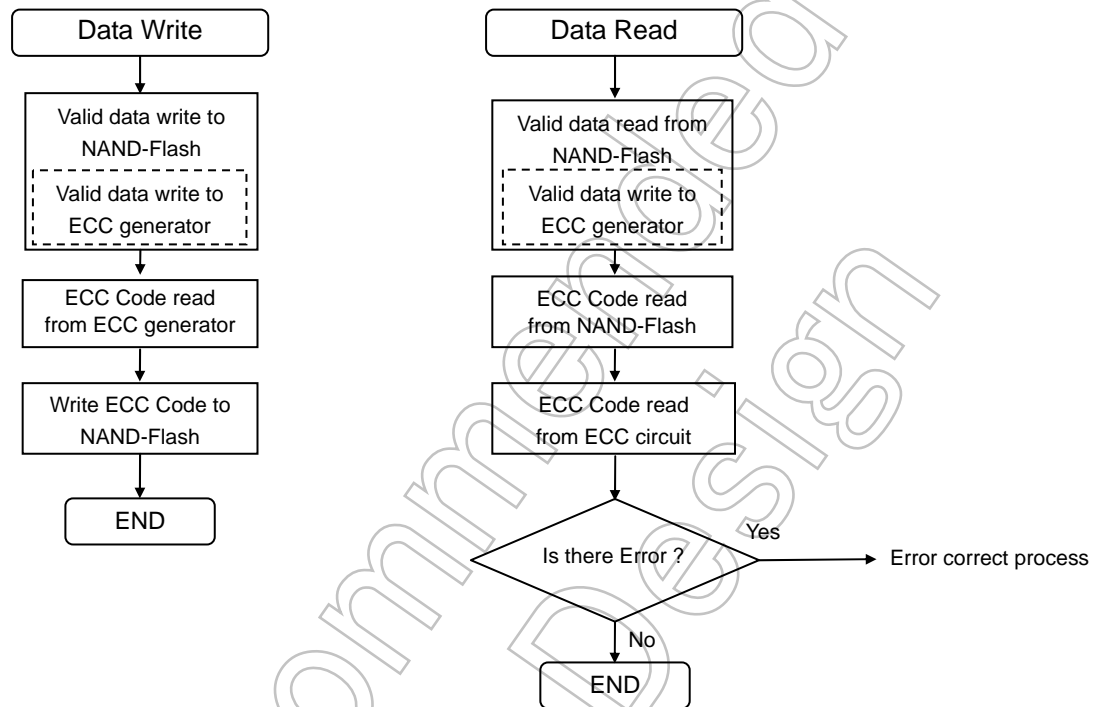 Data Write
Valid data write to
NAND-Flash
Valid data write to
ECC generator
ECC Code read
from ECC generator
Write ECC Code to
NAND-Flash
END
Data Read
Valid data read from
NAND-Flash
Valid data write to
ECC generator
ECC Code read
from NAND-Flash
ECC Code read
from ECC circuit
Is there Error ?
Yes
Error correct process
No
END
ommended
Design